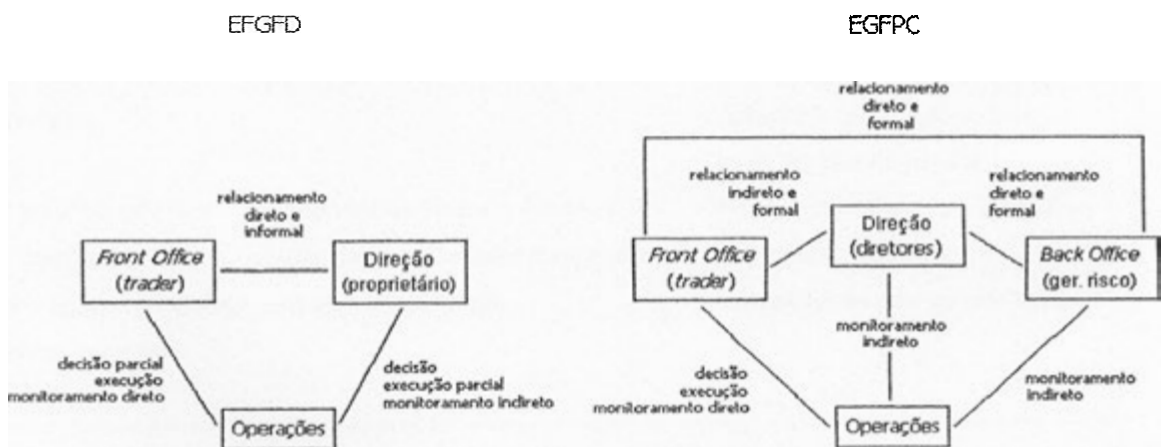 EFGFD
relacionamento
direto e
informal
Front Office
(trader)
Direção
(proprietário)
decisão parcial
execução
monitoramento direto
decisão
execução parcial
monitoramento indireto
Operações
EGFPC
relacionamento
direto e
formal
relacionamento
indireto e
formal
relacionamento
direto e
formal
Front Office
(trader)
Direção
(diretores)
Back Office
(ger. risco)
monitoramento
indireto
decisão
execução
monitoramento direto
monitoramento
indireto
Operações